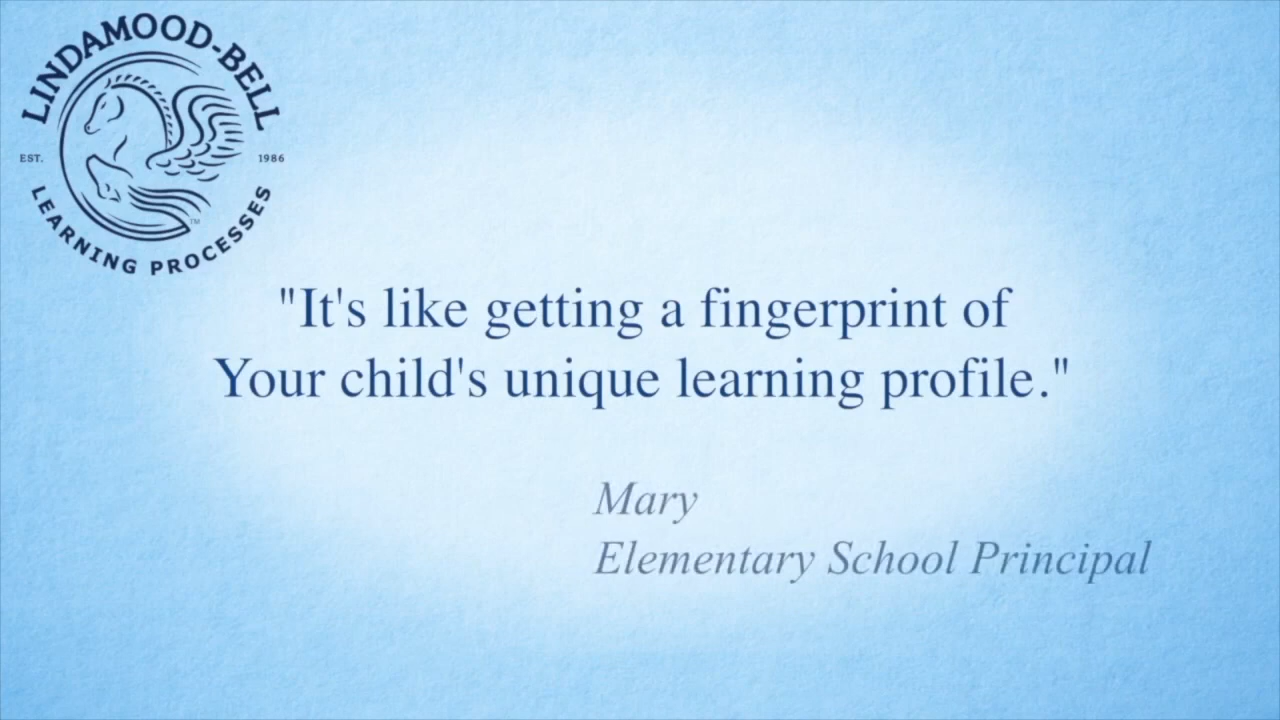 LINDAMOOD-BELL
EST. 1986
LEARNING PROCESSES
TM
"It's like getting a fingerprint of
Your child's unique learning profile."
Mary
Elementary School Principal